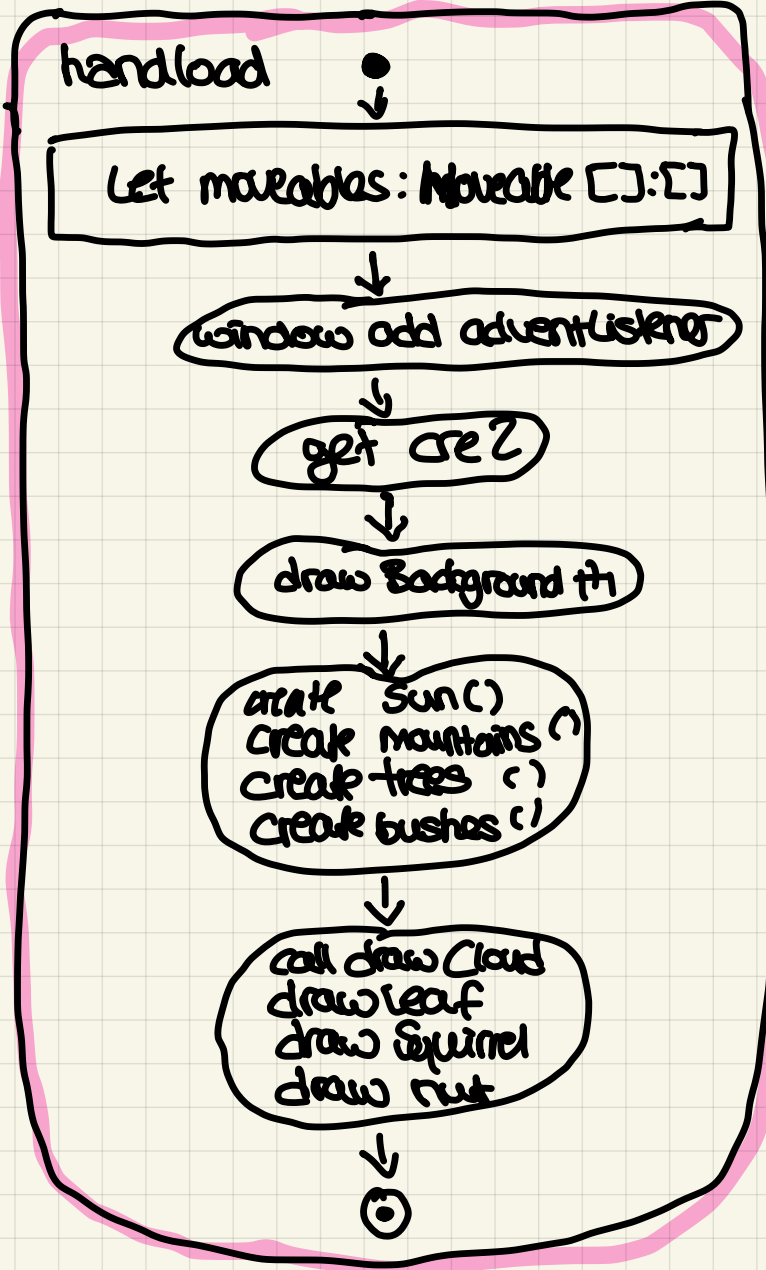 handload
Let moveables: Moveable []:[]
window add adventListener
get cre2
draw Background
create sun()
create mountains ()
create trees ()
create bushes ()
call draw Cloud
draw leaf
draw Squirrel
draw nut